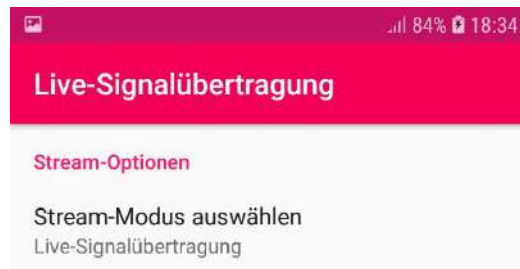 84% 18:34
Live-Signalübertragung
Stream-Optionen
Stream-Modus auswählen
Live-Signalübertragung